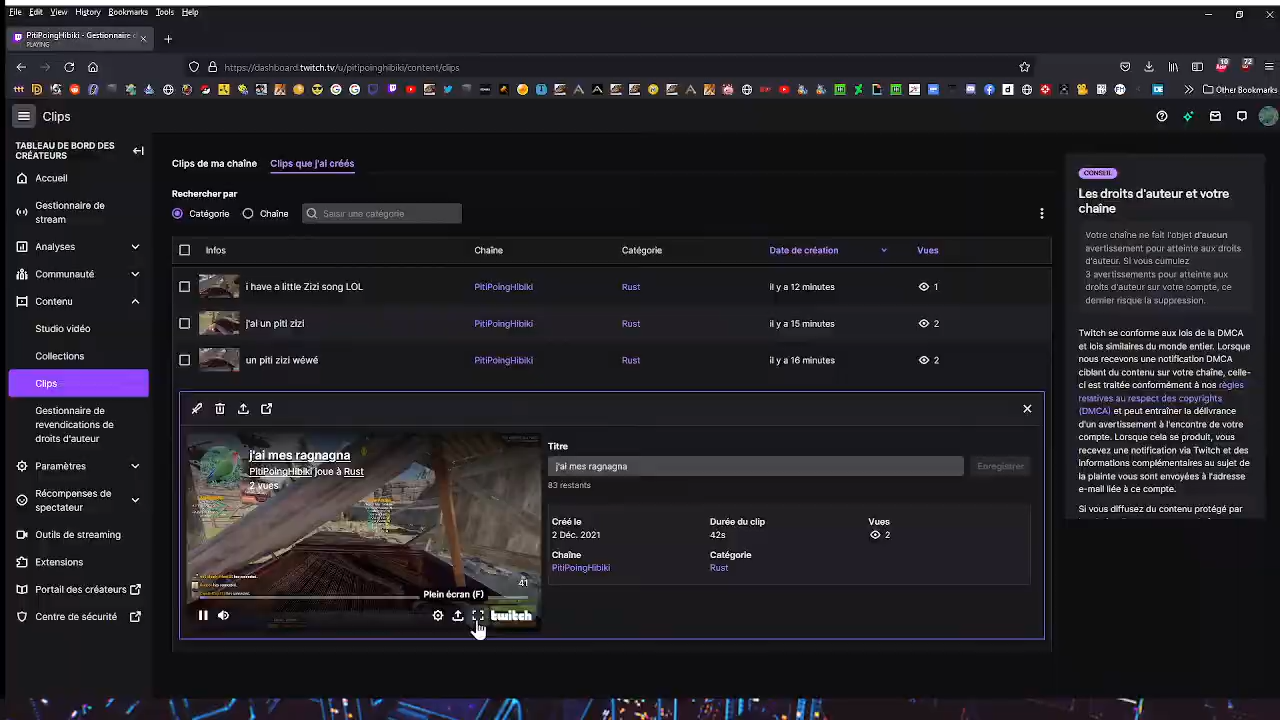 File Edit View History Bookmarks Tools Help
PitiPoingHibiki - Gestionnaire d
PLAYING
https://dashboard.twitch.tv/u/pitipoinghibiki/content/clips
10
72
Other Bookmarks
Clips
TABLEAU DE BORD DES
CRÉATEURS
Accueil
Gestionnaire de
stream
Analyses
Communauté
Contenu
Studio vidéo
Collections
Clips
Gestionnaire de
revendications de
droits d'auteur
Paramètres
Récompenses de
spectateur
Outils de streaming
Extensions
Portail des créateurs
Centre de sécurité
Clips de ma chaîne Clips que j'ai créés
Rechercher par
Catégorie Chaîne Saisir une catégorie
Infos Chaîne Catégorie Date de création Vues
i have a little Zizi song LOL PitiPoingHibiki Rust il y a 12 minutes 1
j'ai un piti zizi PitiPoingHibiki Rust il y a 15 minutes 2
un piti zizi wéwé PitiPoingHibiki Rust il y a 16 minutes 2
j'ai mes ragnagna
PitiPoingHibiki joue à Rust
2 vues
41
Plein écran (F)
twitch
Titre
j'ai mes ragnagna Enregistrer
83 restants
Créé le Durée du clip Vues
2 Déc. 2021 42s 2
Chaîne Catégorie
PitiPoingHibiki Rust
CONSEIL
Les droits d'auteur et votre
chaîne
Votre chaîne ne fait l'objet d'aucun
avertissement pour atteinte aux droits
d'auteur. Si vous cumulez
3 avertissements pour atteinte aux
droits d'auteur sur votre compte, ce
dernier risque la suppression.
Twitch se conforme aux lois de la DMCA
et lois similaires du monde entier. Lorsque
nous recevons une notification DMCA
ciblant du contenu sur votre chaîne, celle-
ci est traitée conformément à nos règles
relatives au respect des copyrights
(DMCA) et peut entraîner la délivrance
d'un avertissement à l'encontre de votre
compte. Lorsque cela se produit, vous
recevez une notification via Twitch et des
informations complémentaires au sujet de
la plainte vous sont envoyées à l'adresse
e-mail liée à ce compte.
Si vous diffusez du contenu protégé par